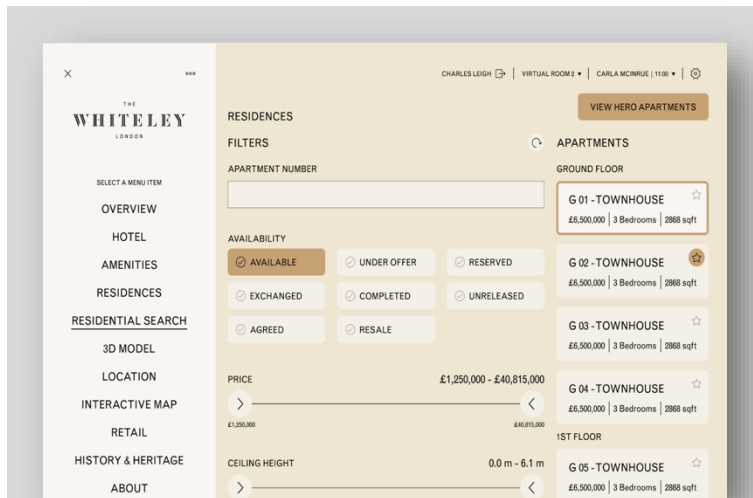 X
CHARLES LEIGH
VIRTUAL ROOM 2 ▼
CARLA MCINRUE | 11:00 ▼
THE
WHITELEY
LONDON
SELECT A MENU ITEM
OVERVIEW
HOTEL
AMENITIES
RESIDENCES
RESIDENTIAL SEARCH
3D MODEL
LOCATION
INTERACTIVE MAP
RETAIL
HISTORY & HERITAGE
ABOUT
RESIDENCES
FILTERS
APARTMENT NUMBER
AVAILABILITY
AVAILABLE
UNDER OFFER
RESERVED
EXCHANGED
COMPLETED
UNRELEASED
AGREED
RESALE
PRICE
£1,250,000 - £40,815,000
£1,250,000
£40,815,000
CEILING HEIGHT
0.0 m - 6.1 m
VIEW HERO APARTMENTS
APARTMENTS
GROUND FLOOR
G 01 - TOWNHOUSE
£6,500,000 | 3 Bedrooms | 2868 sqft
G 02 - TOWNHOUSE
£6,500,000 | 3 Bedrooms | 2868 sqft
G 03 - TOWNHOUSE
£6,500,000 | 3 Bedrooms | 2868 sqft
G 04 - TOWNHOUSE
£6,500,000 | 3 Bedrooms | 2868 sqft
1ST FLOOR
G 05 - TOWNHOUSE
£6,500,000 | 3 Bedrooms | 2868 sqft